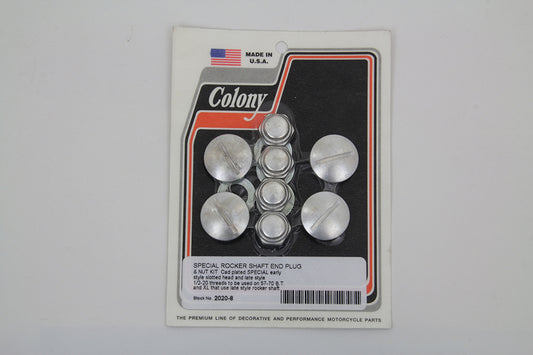 MADE IN
U.S.A.
Colony
SPECIAL ROCKER SHAFT END PLUG
& NUT KIT Cad plated SPECIAL early
style slotted head and late style
1/2-20 threads to be used on 57-70 B.T.
and XL that use late style rocker shaft
Stock No. 2020-8
THE PREMIUM LINE OF DECORATIVE AND PERFORMANCE MOTORCYCLE PARTS